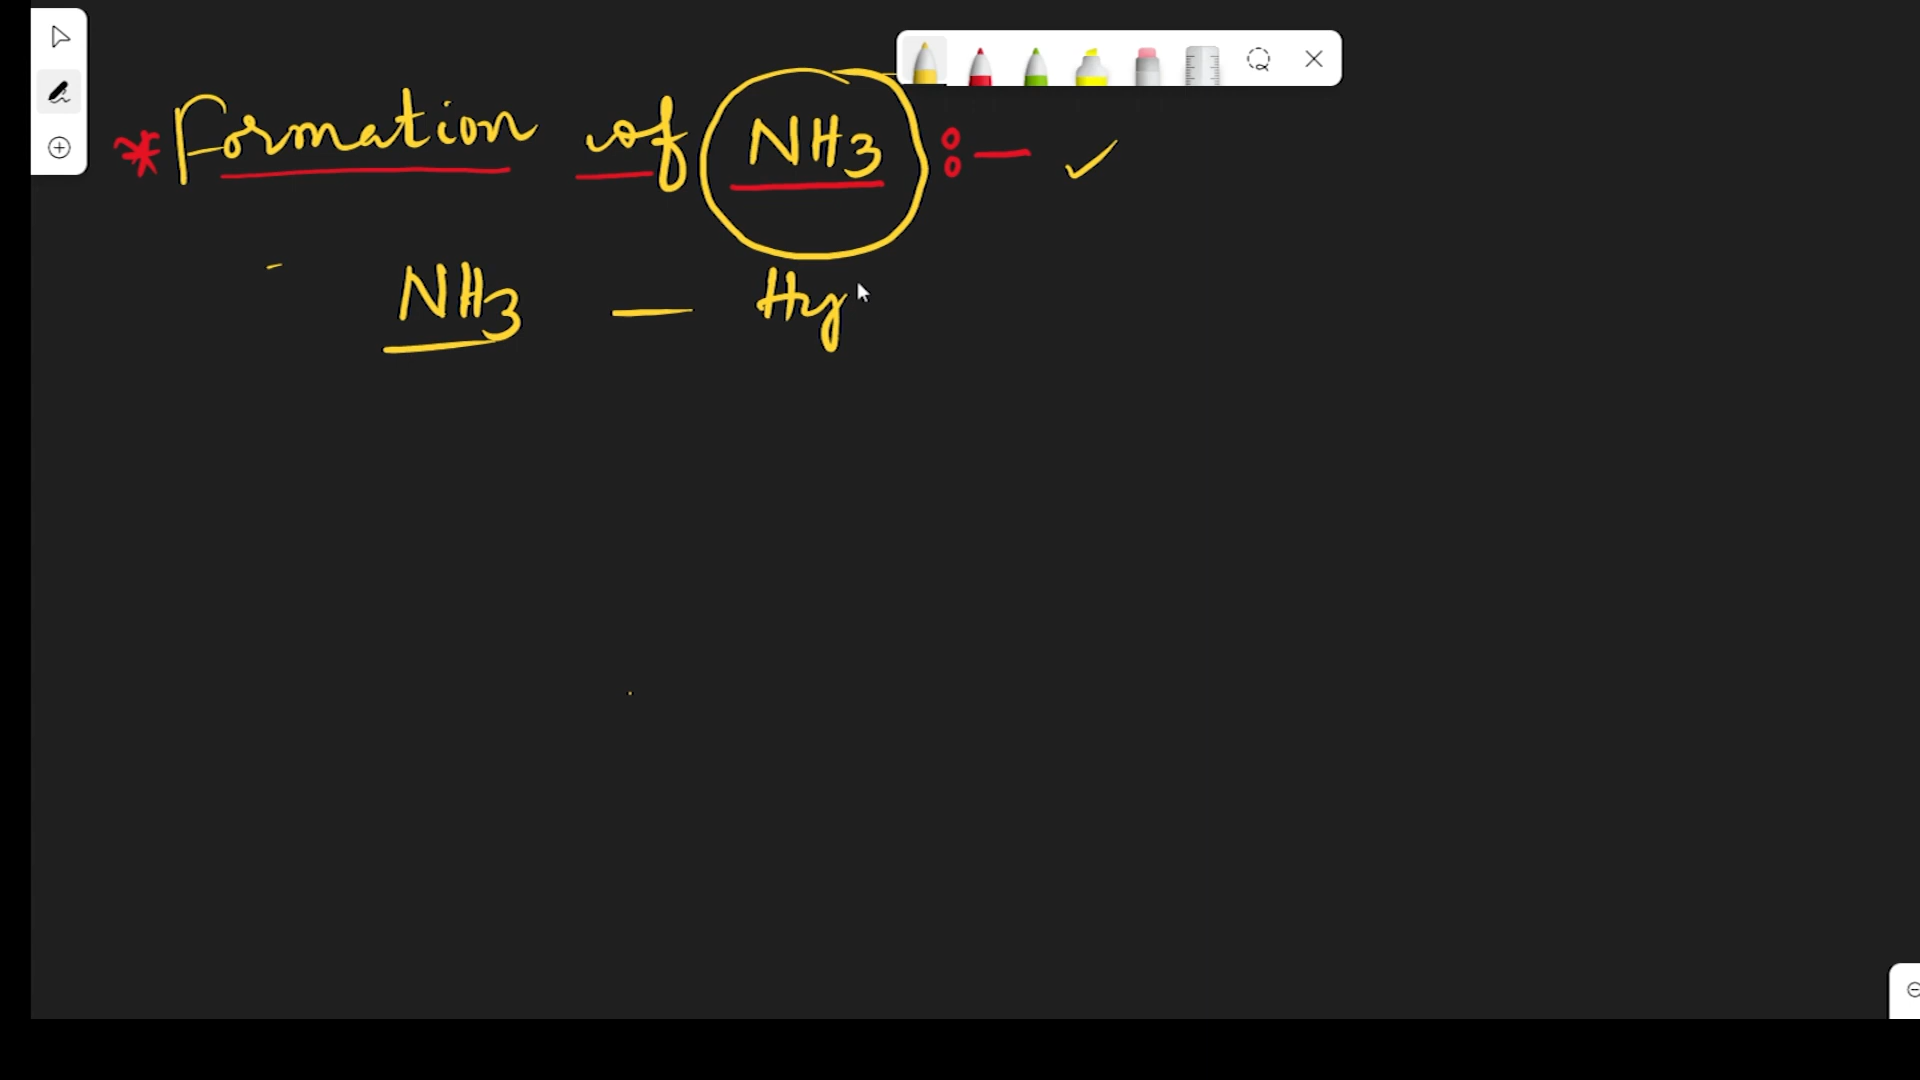 * Formation of NH3 :- ✓
NH3 — Hy